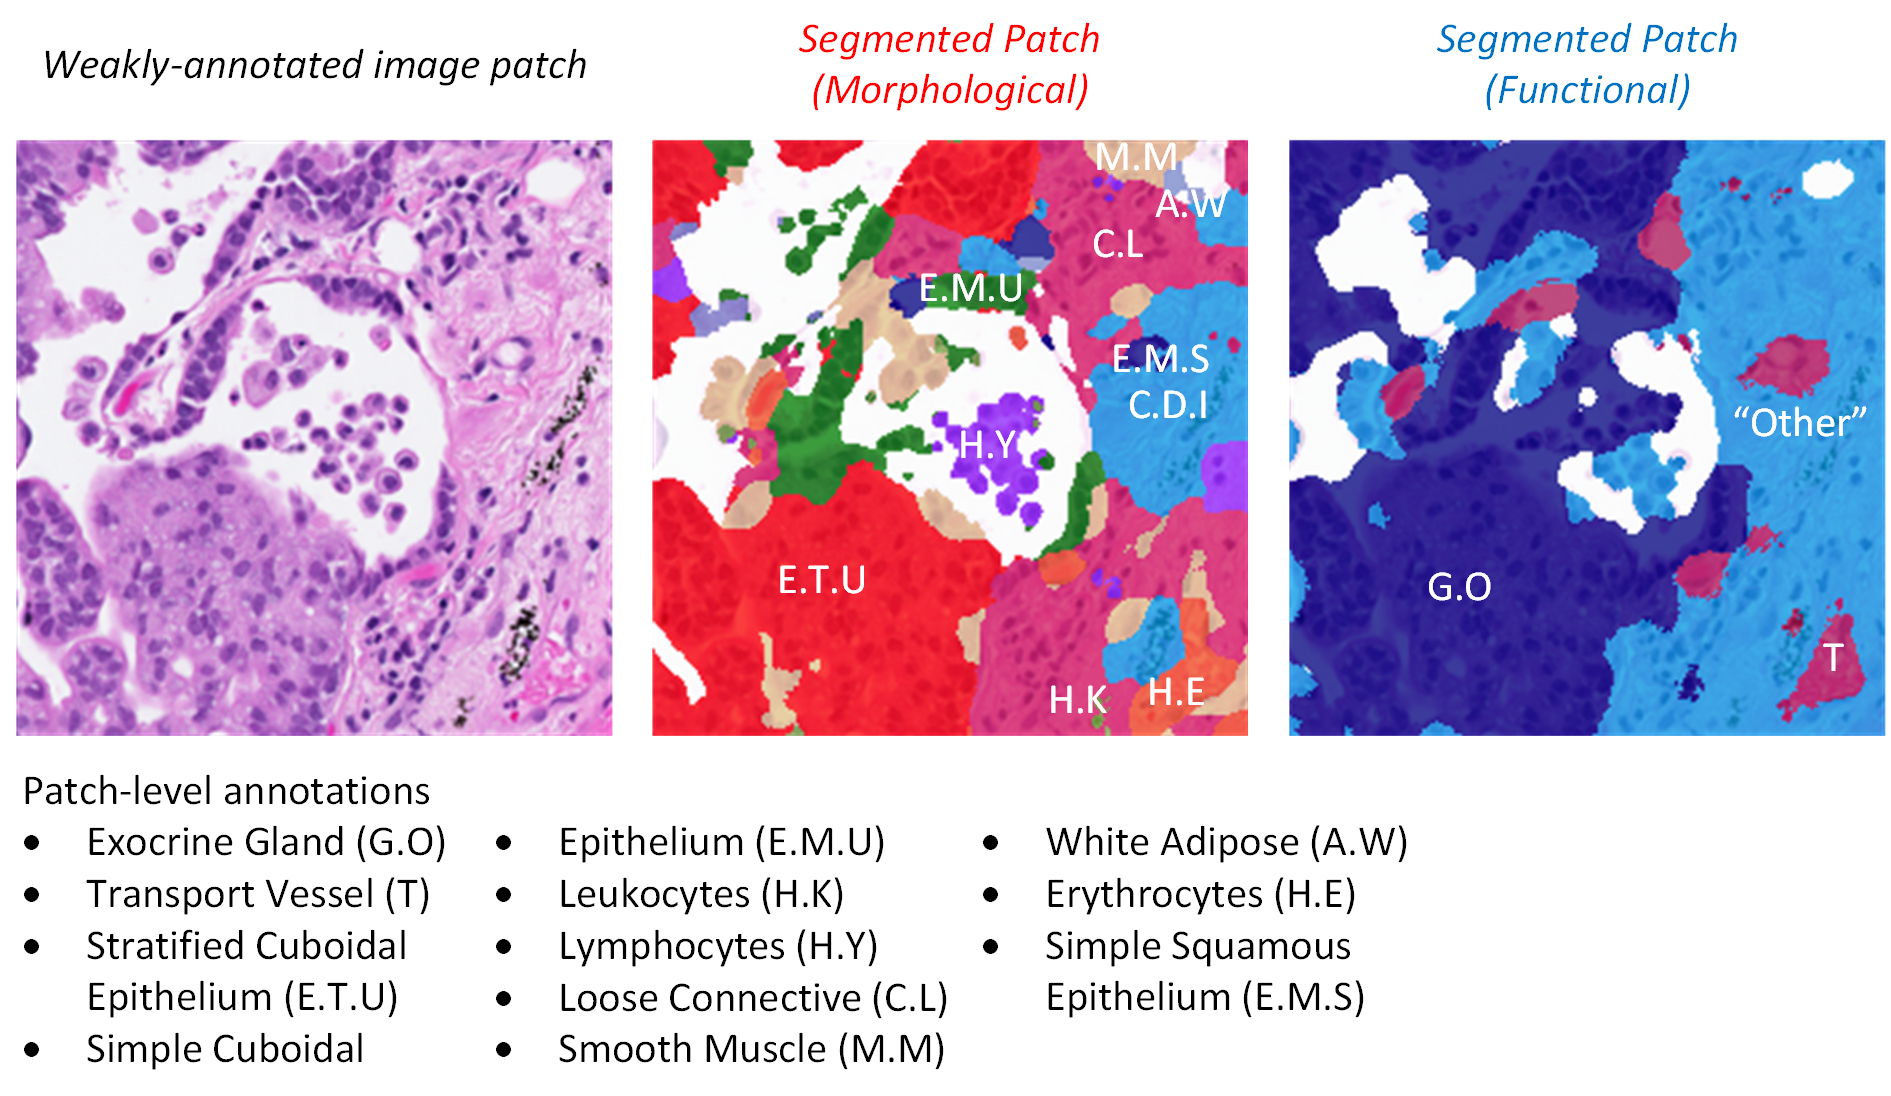 Weakly-annotated image patch
Segmented Patch
(Morphological)
Segmented Patch
(Functional)
M.M
A.W
C.L
E.M.U
E.M.S
C.D.I
H.Y
E.T.U
H.K
H.E
"Other"
G.O
T
Patch-level annotations
• Exocrine Gland (G.O)
• Transport Vessel (T)
• Stratified Cuboidal
Epithelium (E.T.U)
• Simple Cuboidal
• Epithelium (E.M.U)
• Leukocytes (H.K)
• Lymphocytes (H.Y)
• Loose Connective (C.L)
• Smooth Muscle (M.M)
• White Adipose (A.W)
• Erythrocytes (H.E)
• Simple Squamous
Epithelium (E.M.S)